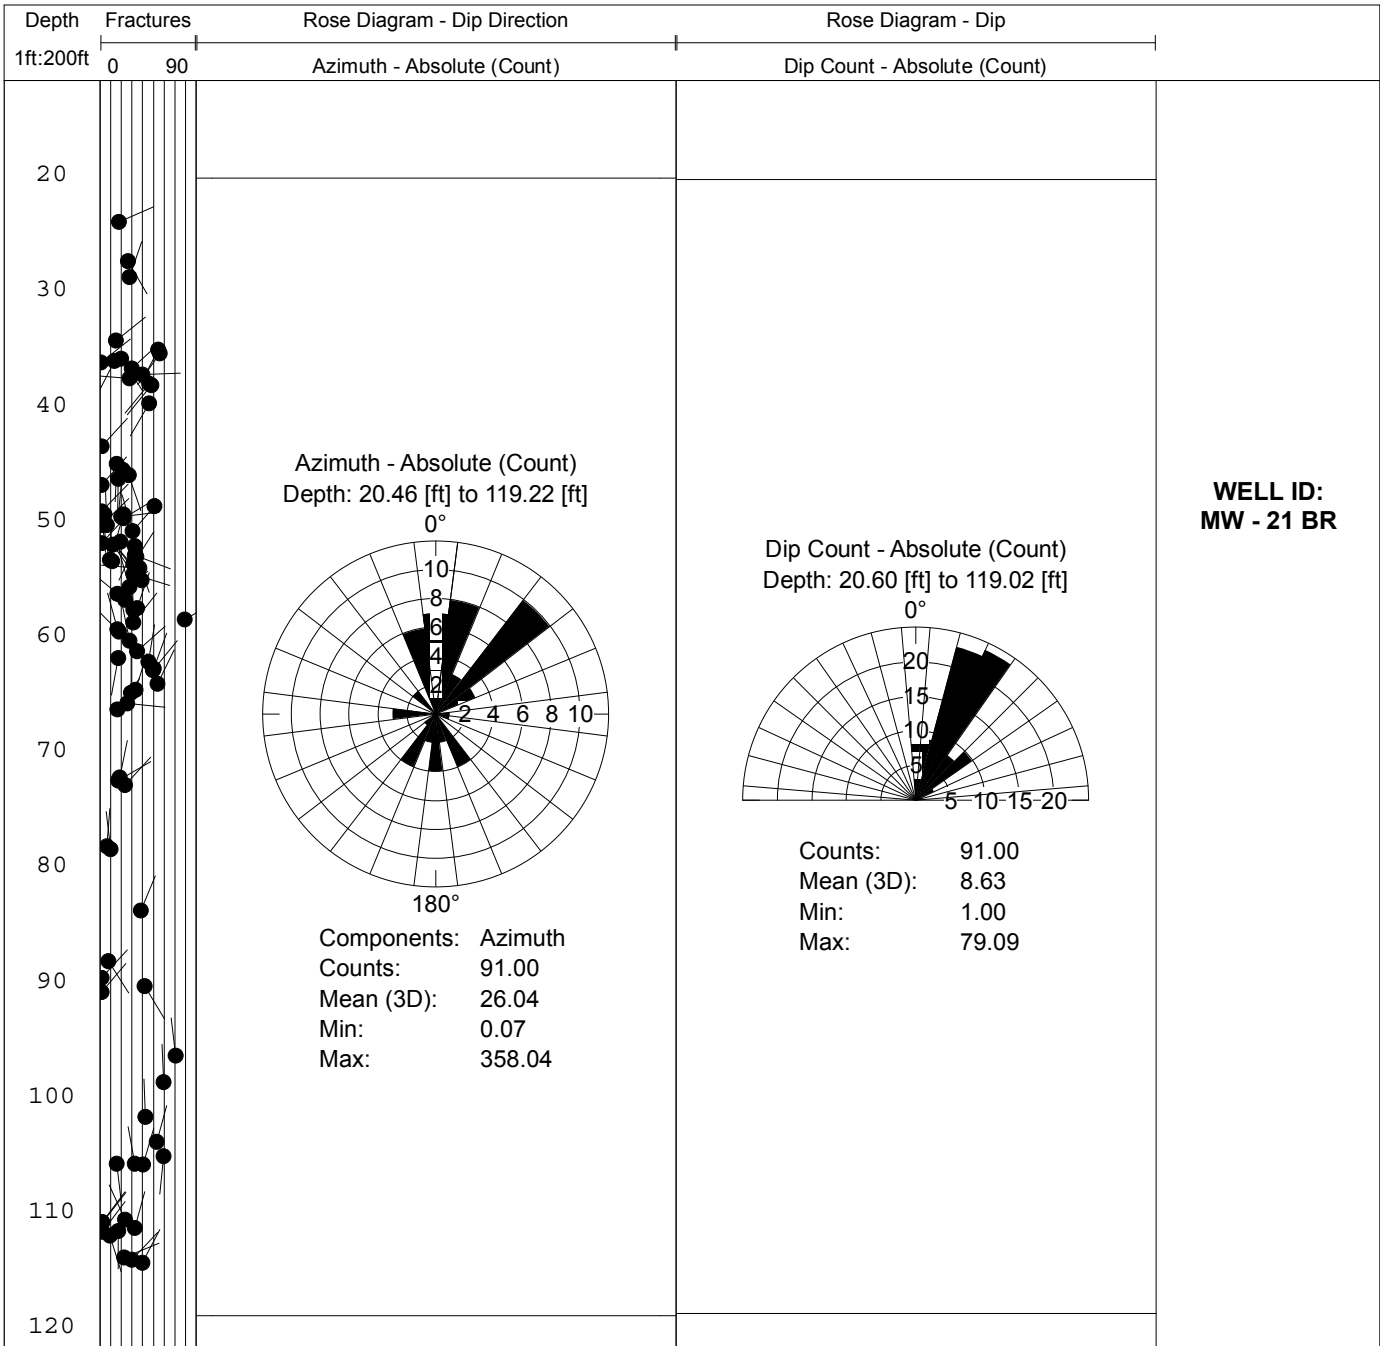 Depth Fractures Rose Diagram - Dip Direction Rose Diagram - Dip
1ft:200ft 0 90 Azimuth - Absolute (Count) Dip Count - Absolute (Count)
20
30
40
50
60
70
80
90
100
110
120
Azimuth - Absolute (Count)
Depth: 20.46 [ft] to 119.22 [ft]
0°
10
8
6
4
2
2 4 6 8 10
180°
Components: Azimuth
Counts: 91.00
Mean (3D): 26.04
Min: 0.07
Max: 358.04
Dip Count - Absolute (Count)
Depth: 20.60 [ft] to 119.02 [ft]
0°
20
15
10
5
5 10 15 20
Counts: 91.00
Mean (3D): 8.63
Min: 1.00
Max: 79.09
WELL ID:
MW - 21 BR